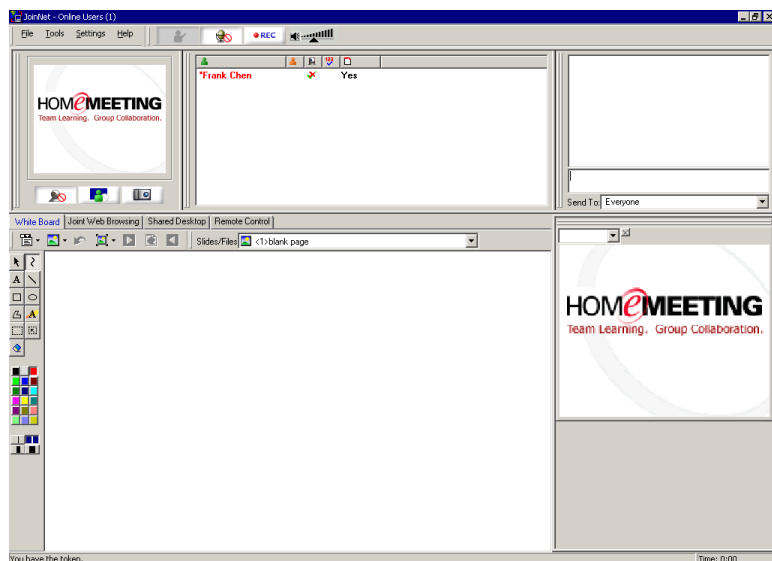 JoinNet - Online Users (1)
File Tools Settings Help
REC
*Frank Chen Yes
HOMeMEETING
Team Learning. Group Collaboration.
Send To: Everyone
White Board Joint Web Browsing Shared Desktop Remote Control
Slides/Files <1>blank page
A
A
HOMeMEETING
Team Learning. Group Collaboration.
You have the token.
Time: 0:00